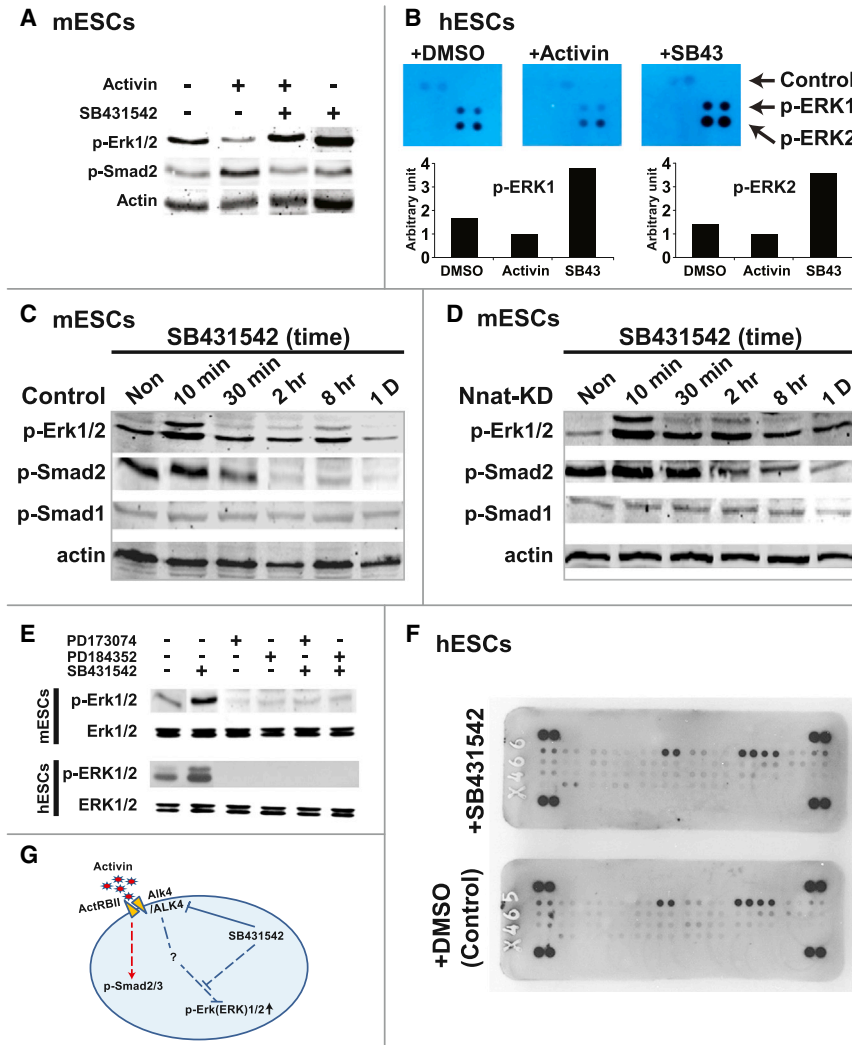 A mESCs
Activin - + + -
SB431542 - - + +
p-Erk1/2
p-Smad2
Actin
B hESCs
+DMSO +Activin +SB43
Control
p-ERK1
p-ERK2
Arbitrary unit
4
3
2
1
0
p-ERK1
DMSO Activin SB43
Arbitrary unit
4
3
2
1
0
p-ERK2
DMSO Activin SB43
C mESCs
SB431542 (time)
Control Non 10 min 30 min 2 hr 8 hr 1 D
p-Erk1/2
p-Smad2
p-Smad1
actin
D mESCs
SB431542 (time)
Nnat-KD Non 10 min 30 min 2 hr 8 hr 1 D
p-Erk1/2
p-Smad2
p-Smad1
actin
E
PD173074 - - + - + -
PD184352 - - - + - +
SB431542 - + - - + +
mESCs
p-Erk1/2
Erk1/2
hESCs
p-ERK1/2
ERK1/2
F hESCs
+SB431542
X466
+DMSO
(Control)
X465
G
Activin
ActRBII
Alk4
/ALK4
SB431542
?
p-Smad2/3
p-Erk(ERK)1/2